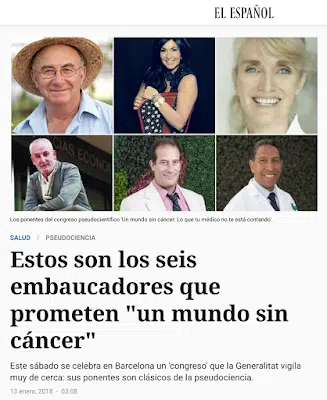 EL ESPAÑOL
Los ponentes del congreso pseudocientífico 'Un mundo sin cáncer. Lo que tu médico no te está contando'.
SALUD / PSEUDOCIENCIA
Estos son los seis
embaucadores que
prometen "un mundo sin
cáncer"
Este sábado se celebra en Barcelona un 'congreso' que la Generalitat vigila
muy de cerca: sus ponentes son clásicos de la pseudociencia.
13 enero, 2018 - 03:08